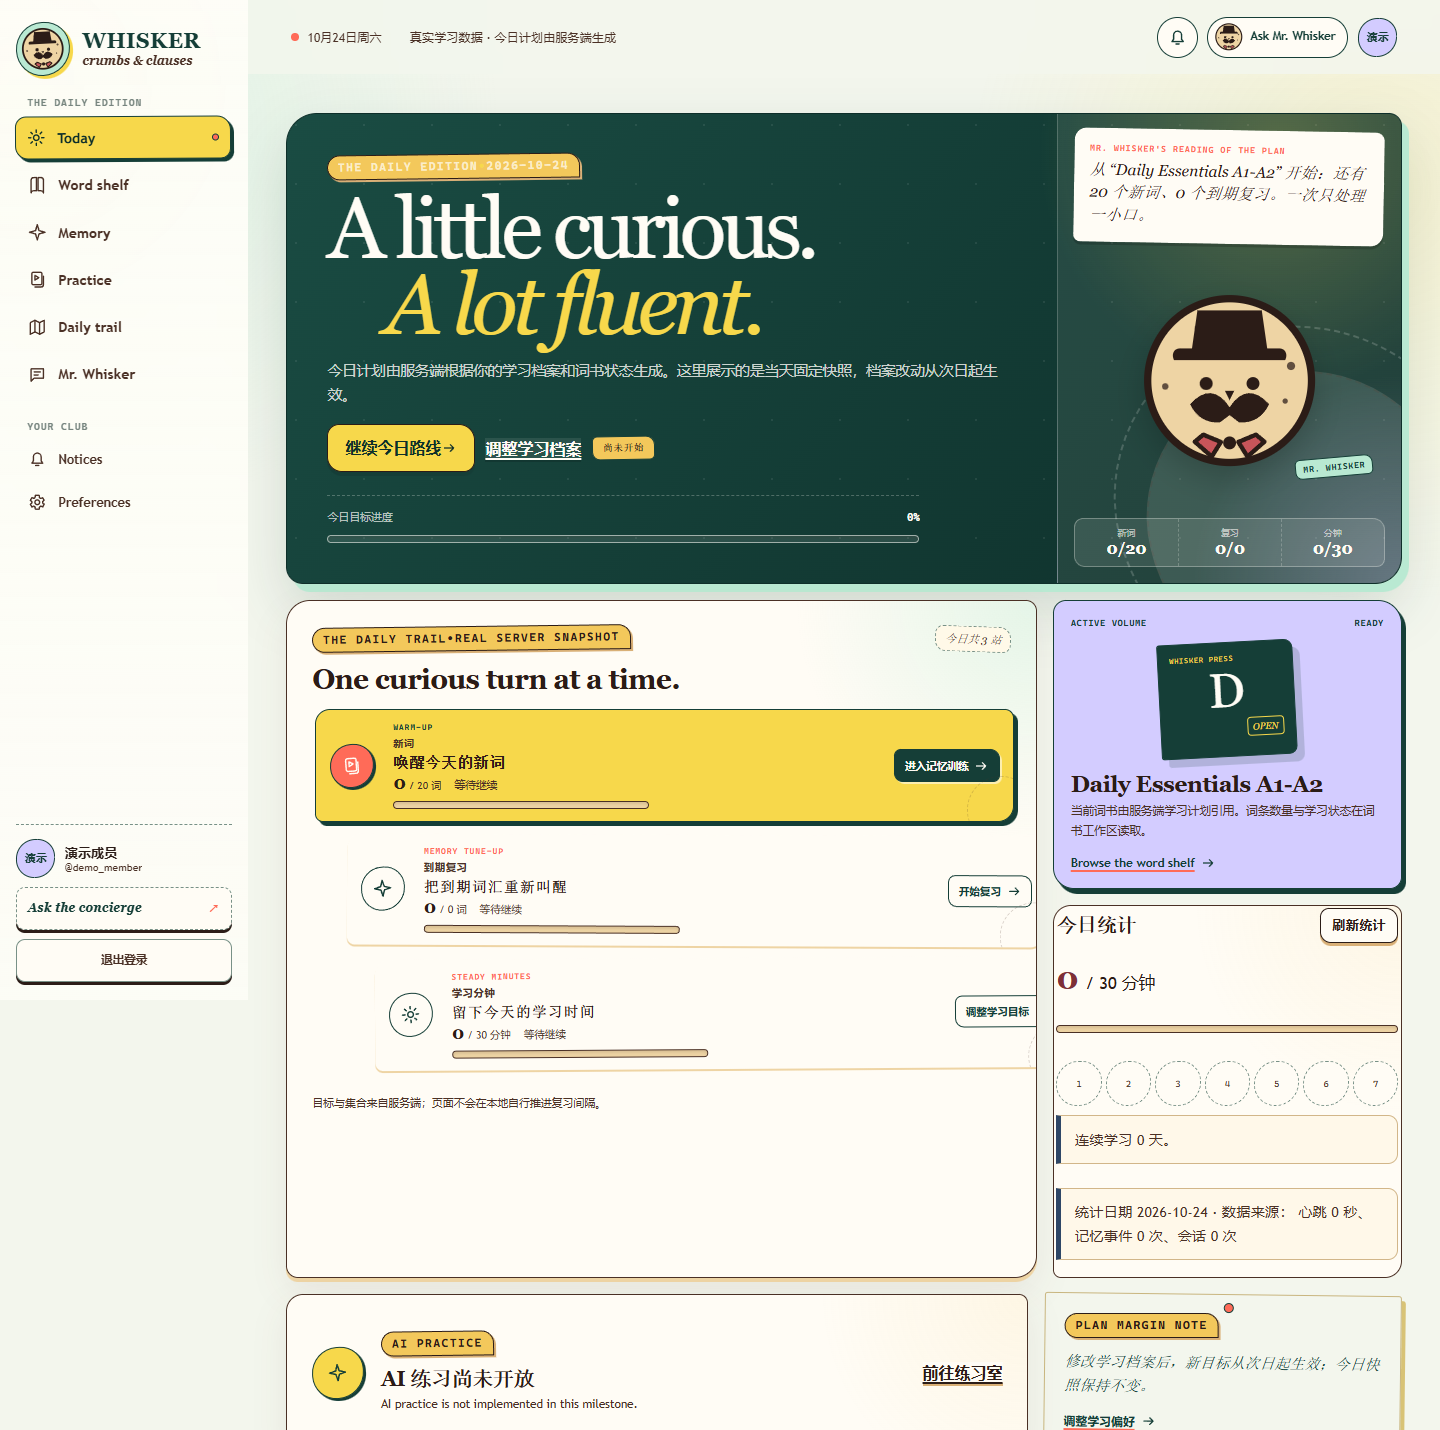 WHISKER
crumbs & clauses
THE DAILY EDITION
Today
Word shelf
Memory
Practice
Daily trail
Mr. Whisker
YOUR CLUB
Notices
Preferences
演示
演示成员
@demo_member
Ask the concierge ↗
退出登录
10月24日周六
真实学习数据 · 今日计划由服务端生成
Ask Mr. Whisker
演示
THE DAILY EDITION 2026-10-24
A little curious.
A lot fluent.
今日计划由服务端根据你的学习档案和词书状态生成。这里展示的是当天固定快照，档案改动从次日起生
效。
继续今日路线→
调整学习档案
尚未开始
今日目标进度
0%
MR. WHISKER'S READING OF THE PLAN
从 “Daily Essentials A1-A2” 开始：还有
20 个新词、0 个到期复习。一次只处理
一小口。
MR. WHISKER
新词
0/20
复习
0/0
分钟
0/30
THE DAILY TRAIL•REAL SERVER SNAPSHOT
今日共3 站
One curious turn at a time.
WARM-UP
新词
唤醒今天的新词
0 / 20 词 等待继续
进入记忆训练 →
MEMORY TUNE-UP
到期复习
把到期词汇重新叫醒
0 / 0 词 等待继续
开始复习 →
STEADY MINUTES
学习分钟
留下今天的学习时间
0 / 30 分钟 等待继续
调整学习目标
目标与集合来自服务端；页面不会在本地自行推进复习间隔。
ACTIVE VOLUME
READY
WHISKER PRESS
D
OPEN
Daily Essentials A1-A2
当前词书由服务端学习计划引用。词条数量与学习状态在词
书工作区读取。
Browse the word shelf →
今日统计
刷新统计
0 / 30 分钟
1 2 3 4 5 6 7
连续学习 0 天。
统计日期 2026-10-24 · 数据来源： 心跳 0 秒、
记忆事件 0 次、会话 0 次
AI PRACTICE
AI 练习尚未开放
AI practice is not implemented in this milestone.
前往练习室
PLAN MARGIN NOTE
修改学习档案后，新目标从次日起生效；今日快
照保持不变。
调整学习偏好 →